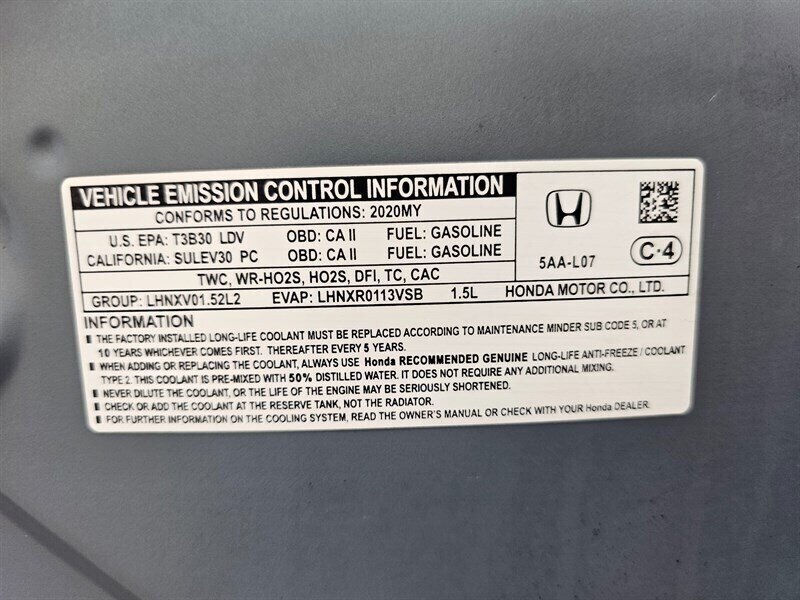 VEHICLE EMISSION CONTROL INFORMATION
CONFORMS TO REGULATIONS: 2020MY
U.S. EPA: T3B30 LDV OBD: CA II FUEL: GASOLINE
CALIFORNIA: SULEV30 PC OBD: CA II FUEL: GASOLINE
TWC, WR-HO2S, HO2S, DFI, TC, CAC
5AA-L07
C·4
GROUP: LHNXV01.52L2 EVAP: LHNXR0113VSB 1.5L HONDA MOTOR CO., LTD.
INFORMATION
THE FACTORY INSTALLED LONG-LIFE COOLANT MUST BE REPLACED ACCORDING TO MAINTENANCE MINDER SUB CODE 5, OR AT
10 YEARS WHICHEVER COMES FIRST. THEREAFTER EVERY 5 YEARS.
WHEN ADDING OR REPLACING THE COOLANT, ALWAYS USE Honda RECOMMENDED GENUINE LONG-LIFE ANTI-FREEZE / COOLANT
TYPE 2. THIS COOLANT IS PRE-MIXED WITH 50% DISTILLED WATER. IT DOES NOT REQUIRE ANY ADDITIONAL MIXING.
NEVER DILUTE THE COOLANT, OR THE LIFE OF THE ENGINE MAY BE SERIOUSLY SHORTENED.
CHECK OR ADD THE COOLANT AT THE RESERVE TANK, NOT THE RADIATOR.
FOR FURTHER INFORMATION ON THE COOLING SYSTEM, READ THE OWNER'S MANUAL OR CHECK WITH YOUR Honda DEALER.